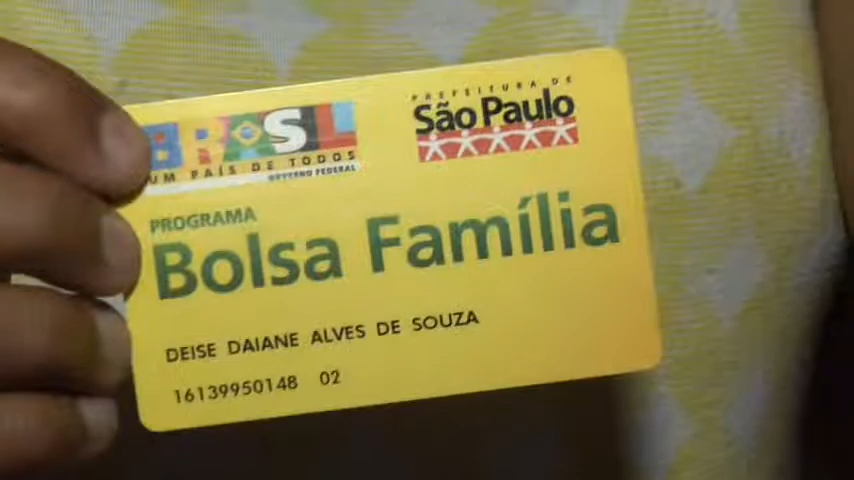 BRASIL
UM PAÍS DE TODOS
GOVERNO FEDERAL
PREFEITURA DE
São Paulo
PROGRAMA
Bolsa Família
DEISE DAIANE ALVES DE SOUZA
16139950148 02